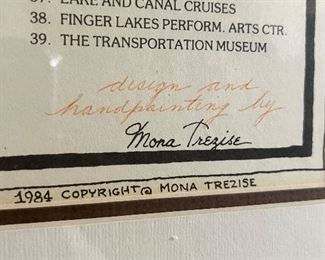 37. LAKE AND CANAL CRUISES
38. FINGER LAKES PERFORM. ARTS CTR.
39. THE TRANSPORTATION MUSEUM
design and
handpainting by
Mona Trezise
1984 COPYRIGHT© MONA TREZISE